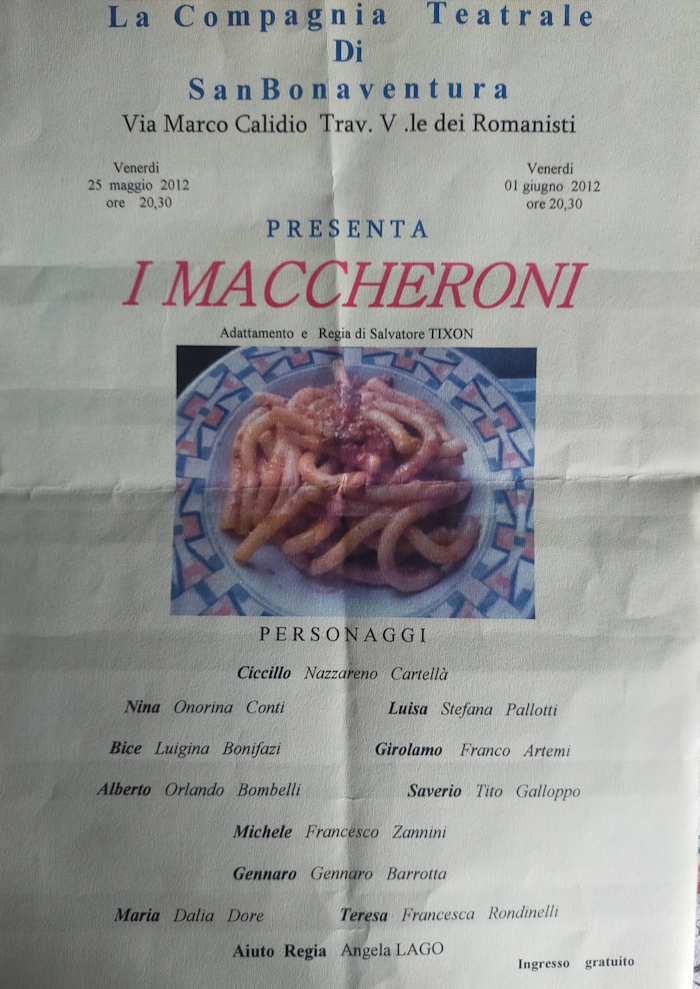 La Compagnia Teatrale
Di
SanBonaventura
Via Marco Calidio Trav. V .le dei Romanisti
Venerdi
25 maggio 2012
ore 20,30
Venerdi
01 giugno 2012
ore 20,30
PRESENTA
I MACCHERONI
Adattamento e Regia di Salvatore TIXON
PERSONAGGI
Ciccillo Nazzareno Cartellà
Nina Onorina Conti Luisa Stefana Pallotti
Bice Luigina Bonifazi Girolamo Franco Artemi
Alberto Orlando Bombelli Saverio Tito Galloppo
Michele Francesco Zannini
Gennaro Gennaro Barrotta
Maria Dalia Dore Teresa Francesca Rondinelli
Aiuto Regia Angela LAGO
Ingresso gratuito